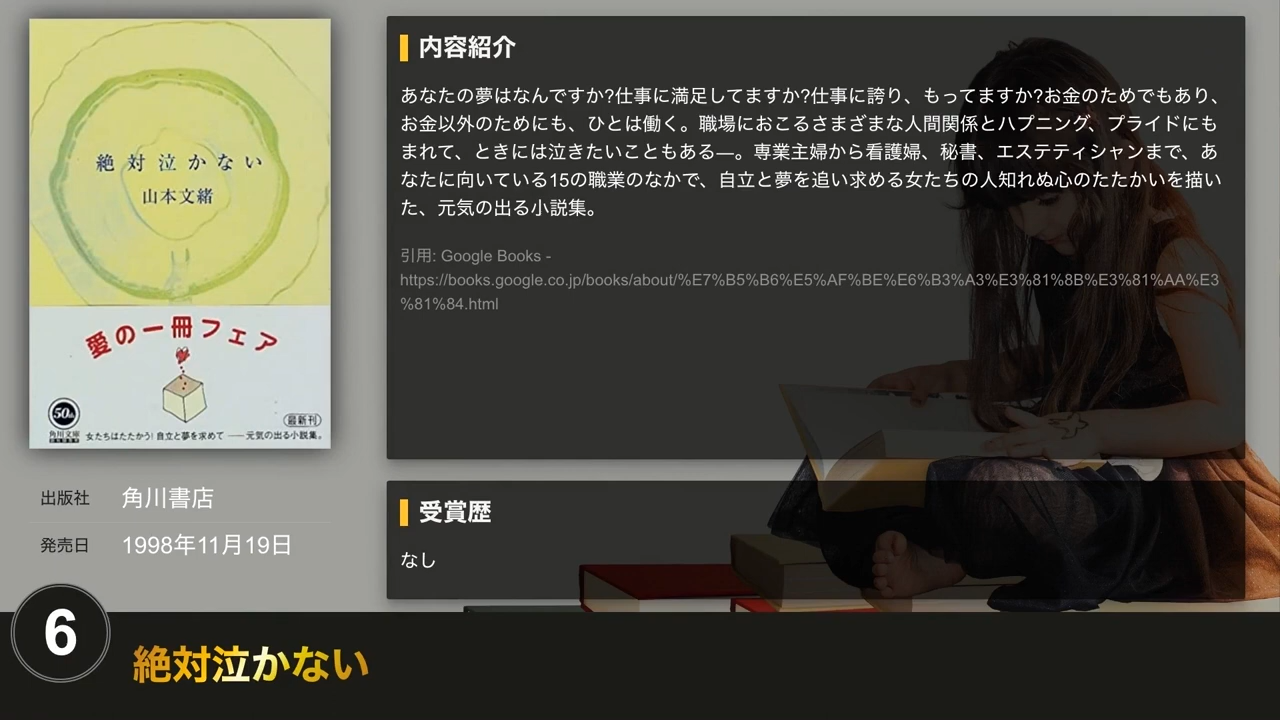 絶対泣かない
山本文緒
愛の一冊フェア
50th
最新刊
角川文庫
女たちはたたかう!自立と夢を求めて ──元気の出る小説集。
出版社 角川書店
発売日 1998年11月19日
内容紹介
あなたの夢はなんですか?仕事に満足してますか?仕事に誇り、もってますか?お金のためでもあり、
お金以外のためにも、ひとは働く。職場におこるさまざまな人間関係とハプニング、プライドにも
まれて、ときには泣きたいこともある―。専業主婦から看護婦、秘書、エステティシャンまで、あ
なたに向いている15の職業のなかで、自立と夢を追い求める女たちの人知れぬ心のたたかいを描い
た、元気の出る小説集。
引用: Google Books -
https://books.google.co.jp/books/about/%E7%B5%B6%E5%AF%BE%E6%B3%A3%E3%81%8B%E3%81%AA%E3
%81%84.html
受賞歴
なし
6
絶対泣かない